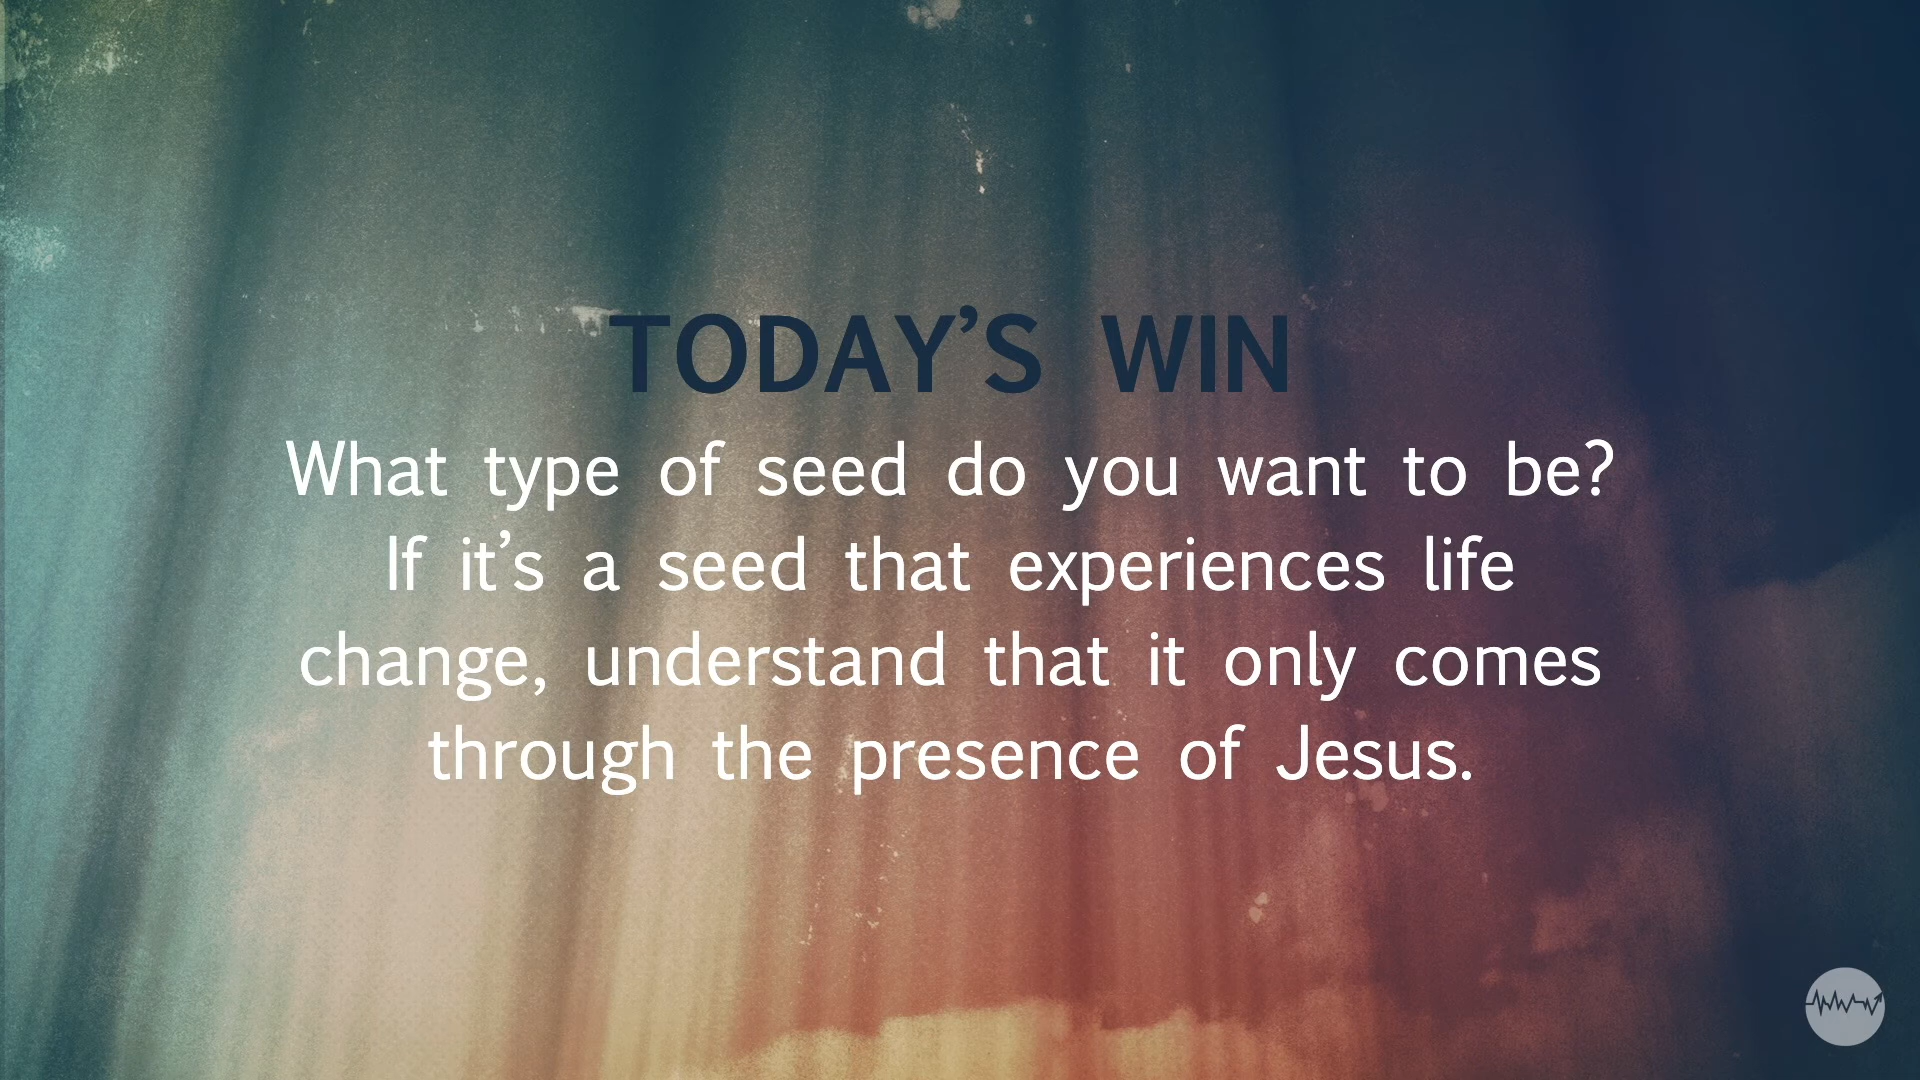 TODAY’S WIN
What type of seed do you want to be?
If it’s a seed that experiences life
change, understand that it only comes
through the presence of Jesus.